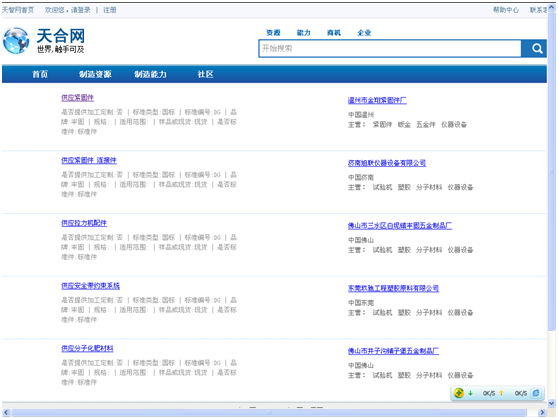 天智网首页 欢迎您，请登录 | 注册 帮助中心 联系客
天合网
世界，触手可及
资源 能力 商机 企业
开始搜索
首页 制造资源 制造能力 社区
供应紧固件
是否提供加工定制:否 | 标准类型:国标 | 标准编号:DG | 品
牌:丰图 | 规格: | 适用范围: | 样品或现货:现货 | 是否标
准件:标准件
温州市金翔紧固件厂
中国温州
主营： 紧固件 钣金 五金件 仪器设备
供应紧固件 连接件
是否提供加工定制:否 | 标准类型:国标 | 标准编号:DG | 品
牌:丰图 | 规格: | 适用范围: | 样品或现货:现货 | 是否标
准件:标准件
济南旭联仪器设备有限公司
中国济南
主营： 试验机 塑胶 分子材料 仪器设备
供应拉力机配件
是否提供加工定制:否 | 标准类型:国标 | 标准编号:DG | 品
牌:丰图 | 规格: | 适用范围: | 样品或现货:现货 | 是否标
准件:标准件
佛山市三水区白坭镇丰图五金制品厂
中国佛山
主营： 试验机 塑胶 分子材料 仪器设备
供应安全带约束系统
是否提供加工定制:否 | 标准类型:国标 | 标准编号:DG | 品
牌:丰图 | 规格: | 适用范围: | 样品或现货:现货 | 是否标
准件:标准件
东莞玖驰工程塑胶原料有限公司
中国东莞
主营： 试验机 塑胶 分子材料 仪器设备
供应分子化肥材料
是否提供加工定制:否 | 标准类型:国标 | 标准编号:DG | 品
牌:丰图 | 规格: | 适用范围: | 样品或现货:现货 | 是否标
准件:标准件
中国佛山
主营： 试验机 塑胶 分子材料 仪器设备
0K/S 0K/S